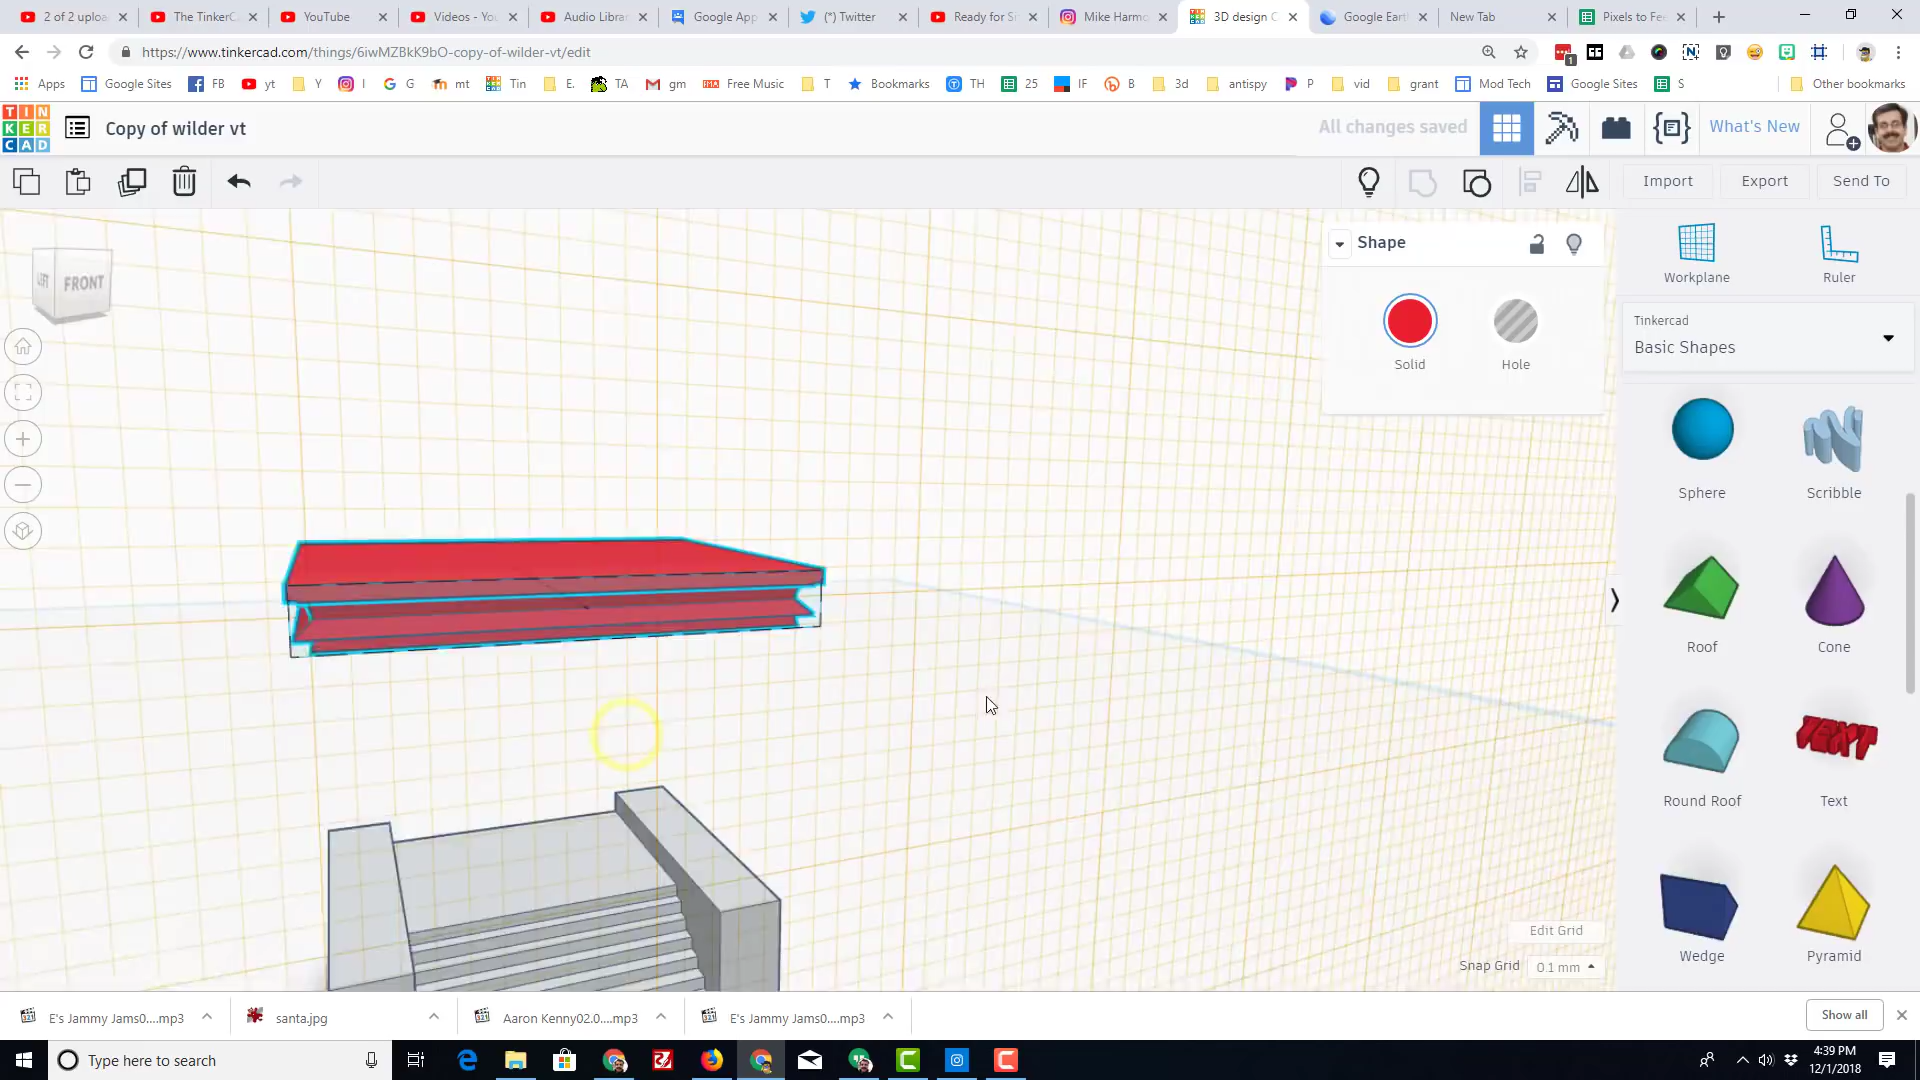 2 of 2 uploa
The TinkerC
YouTube
Videos - Yo
Audio Libra
Google App
(*) Twitter
Ready for S
Mike Harmo
3D design C
Google Eart
New Tab
Pixels to Fe
https://www.tinkercad.com/things/6iwMZBkK9bO-copy-of-wilder-vt/edit
Apps
Google Sites
FB
yt
Y
I
G
mt
Tin
E.
TA
gm
Free Music
T
Bookmarks
TH
25
IF
B
3d
antispy
P
vid
grant
Mod Tech
Google Sites
S
Other bookmarks
TIN
KER
CAD
Copy of wilder vt
All changes saved
What's New
Import
Export
Send To
LEFT
FRONT
Shape
Solid
Hole
Workplane
Ruler
Tinkercad
Basic Shapes
Sphere
Scribble
Roof
Cone
Round Roof
TEXT
Text
Wedge
Pyramid
Edit Grid
Snap Grid
0.1 mm
E's Jammy Jams0....mp3
santa.jpg
Aaron Kenny02.0....mp3
E's Jammy Jams0....mp3
Show all
Type here to search
4:39 PM
12/1/2018